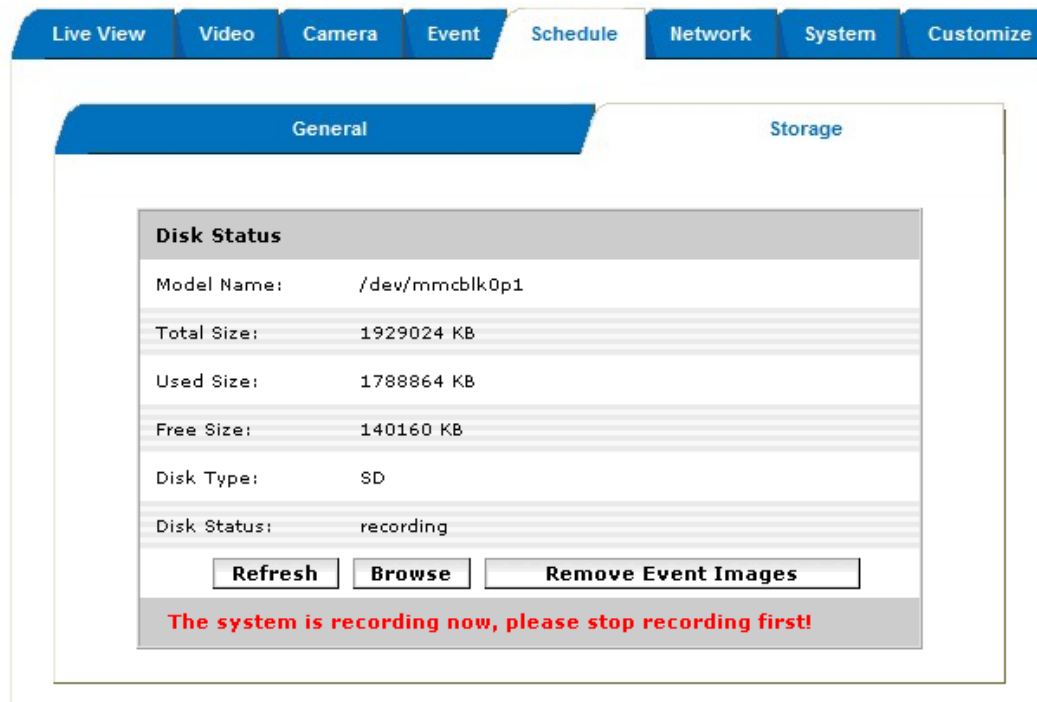 Live View Video Camera Event Schedule Network System Customize
General Storage
Disk Status
Model Name: /dev/mmcblk0p1
Total Size: 1929024 KB
Used Size: 1788864 KB
Free Size: 140160 KB
Disk Type: SD
Disk Status: recording
Refresh Browse Remove Event Images
The system is recording now, please stop recording first!